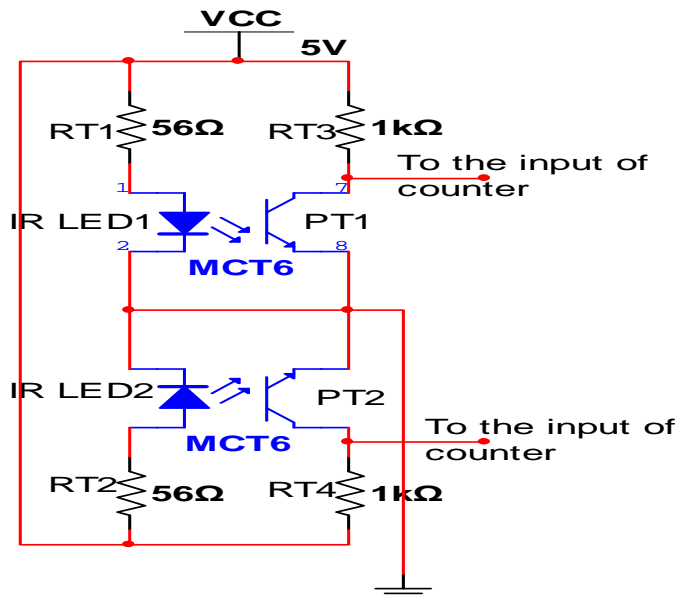 VCC
5V
RT1
56Ω
RT3
1kΩ
To the input of
counter
1
7
IR LED1
PT1
2
8
MCT6
IR LED2
PT2
MCT6
To the input of
counter
RT2
56Ω
RT4
1kΩ